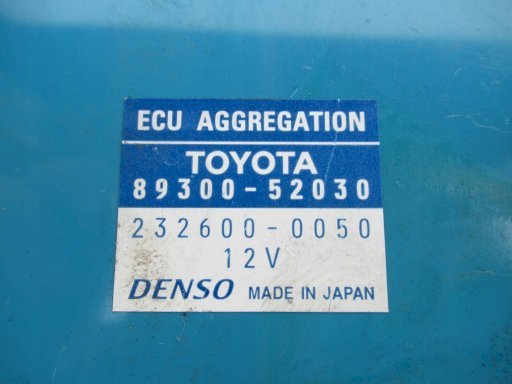 ECU AGGREGATION
TOYOTA
89300-52030
232600-0050
12V
DENSO MADE IN JAPAN